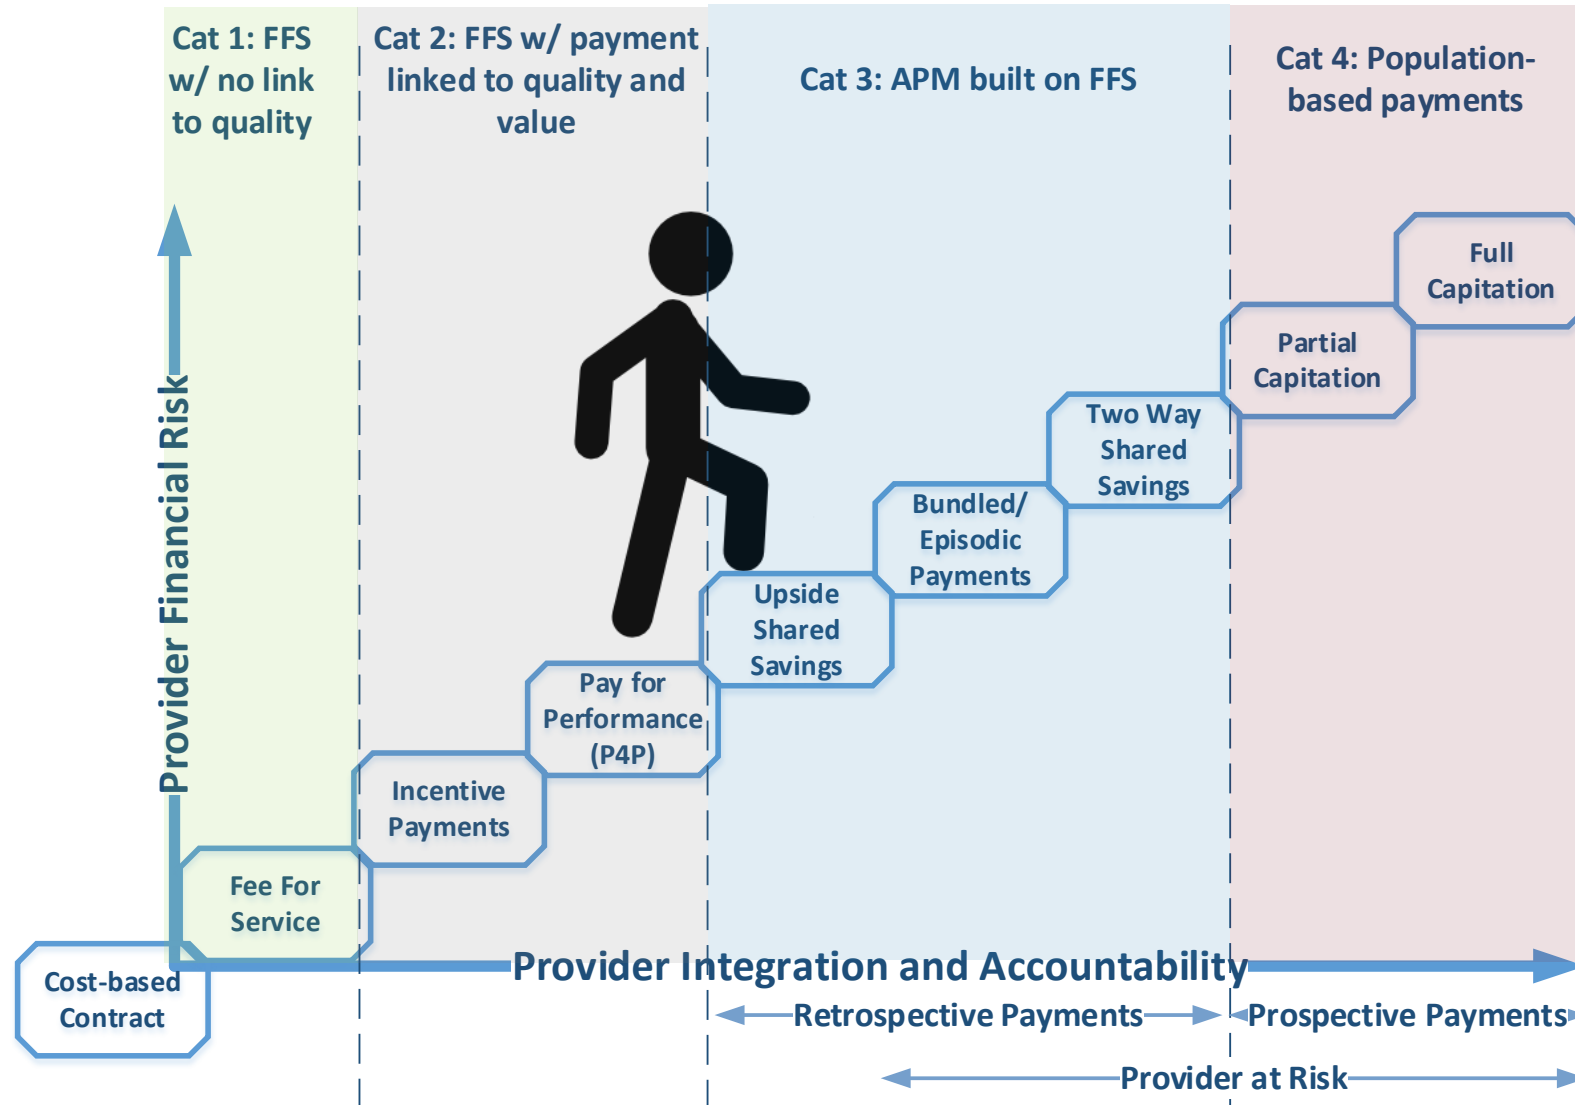 Cat 1: FFS
w/ no link
to quality
Cat 2: FFS w/ payment
linked to quality and
value
Cat 3: APM built on FFS
Cat 4: Population-
based payments
Provider Financial Risk
Full
Capitation
Partial
Capitation
Two Way
Shared
Savings
Bundled/
Episodic
Payments
Upside
Shared
Savings
Pay for
Performance
(P4P)
Incentive
Payments
Fee For
Service
Cost-based
Contract
Provider Integration and Accountability
Retrospective Payments
Prospective Payments
Provider at Risk